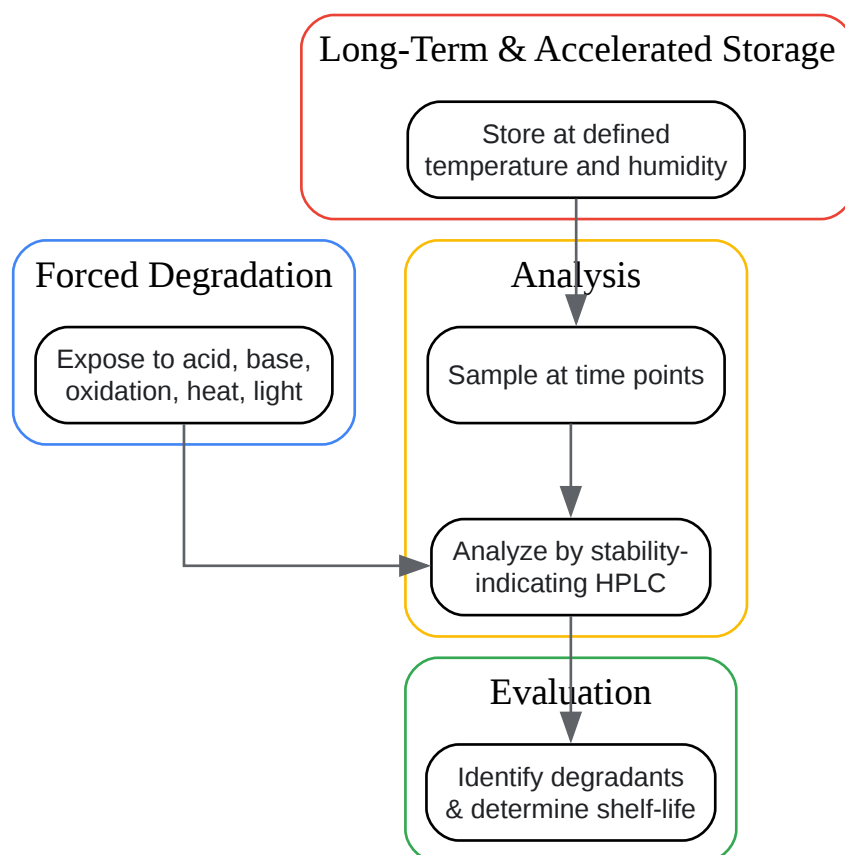 Long-Term & Accelerated Storage
Store at defined
temperature and humidity
Forced Degradation
Expose to acid, base,
oxidation, heat, light
Analysis
Sample at time points
Analyze by stability-
indicating HPLC
Evaluation
Identify degradants
& determine shelf-life